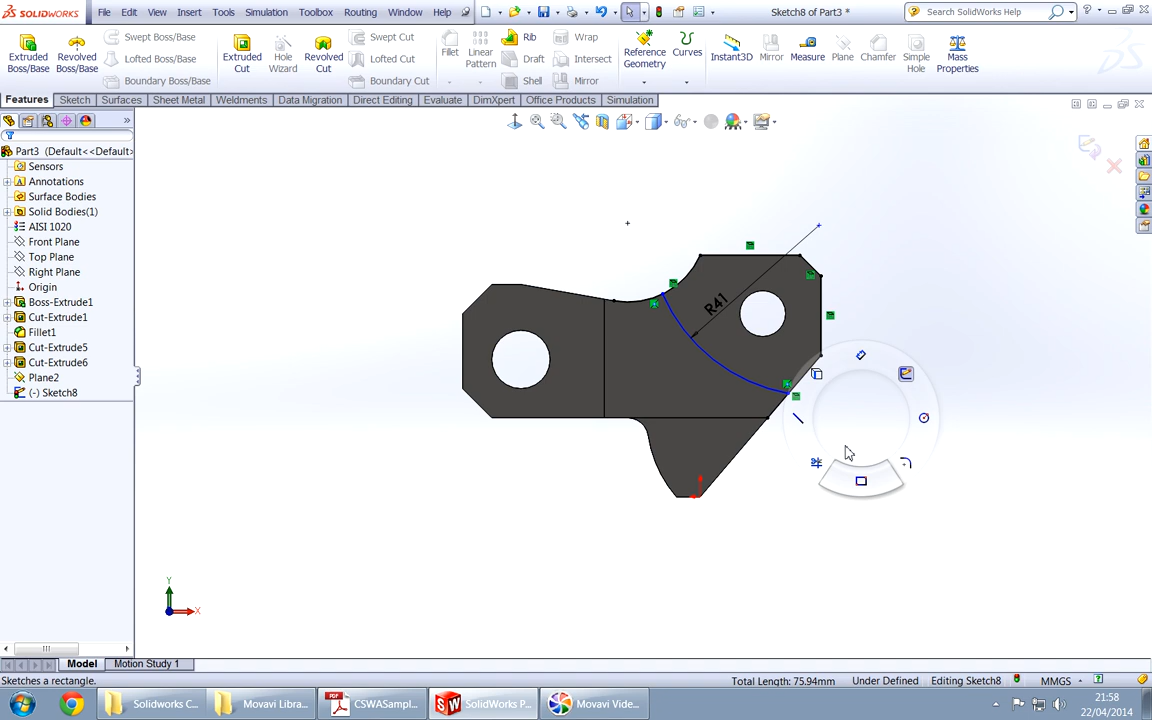 SOLIDWORKS
File Edit View Insert Tools Simulation Toolbox Routing Window Help
Sketch8 of Part3 *
Search SolidWorks Help
Extruded Boss/Base
Revolved Boss/Base
Swept Boss/Base
Lofted Boss/Base
Boundary Boss/Base
Extruded Cut
Hole Wizard
Revolved Cut
Swept Cut
Lofted Cut
Boundary Cut
Fillet
Linear Pattern
Rib
Draft
Shell
Wrap
Intersect
Mirror
Reference Geometry
Curves
Instant3D
Mirror
Measure
Plane
Chamfer
Simple Hole
Mass Properties
Features Sketch Surfaces Sheet Metal Weldments Data Migration Direct Editing Evaluate DimXpert Office Products Simulation
Part3 (Default<<Default>
Sensors
Annotations
Surface Bodies
Solid Bodies(1)
AISI 1020
Front Plane
Top Plane
Right Plane
Origin
Boss-Extrude1
Cut-Extrude1
Fillet1
Cut-Extrude5
Cut-Extrude6
Plane2
(-) Sketch8
R41
Y
X
Model Motion Study 1
Sketches a rectangle.
Total Length: 75.94mm Under Defined Editing Sketch8 MMGS
Solidworks C...
Movavi Libra...
CSWASampl...
SolidWorks P...
Movavi Vide...
21:58
22/04/2014